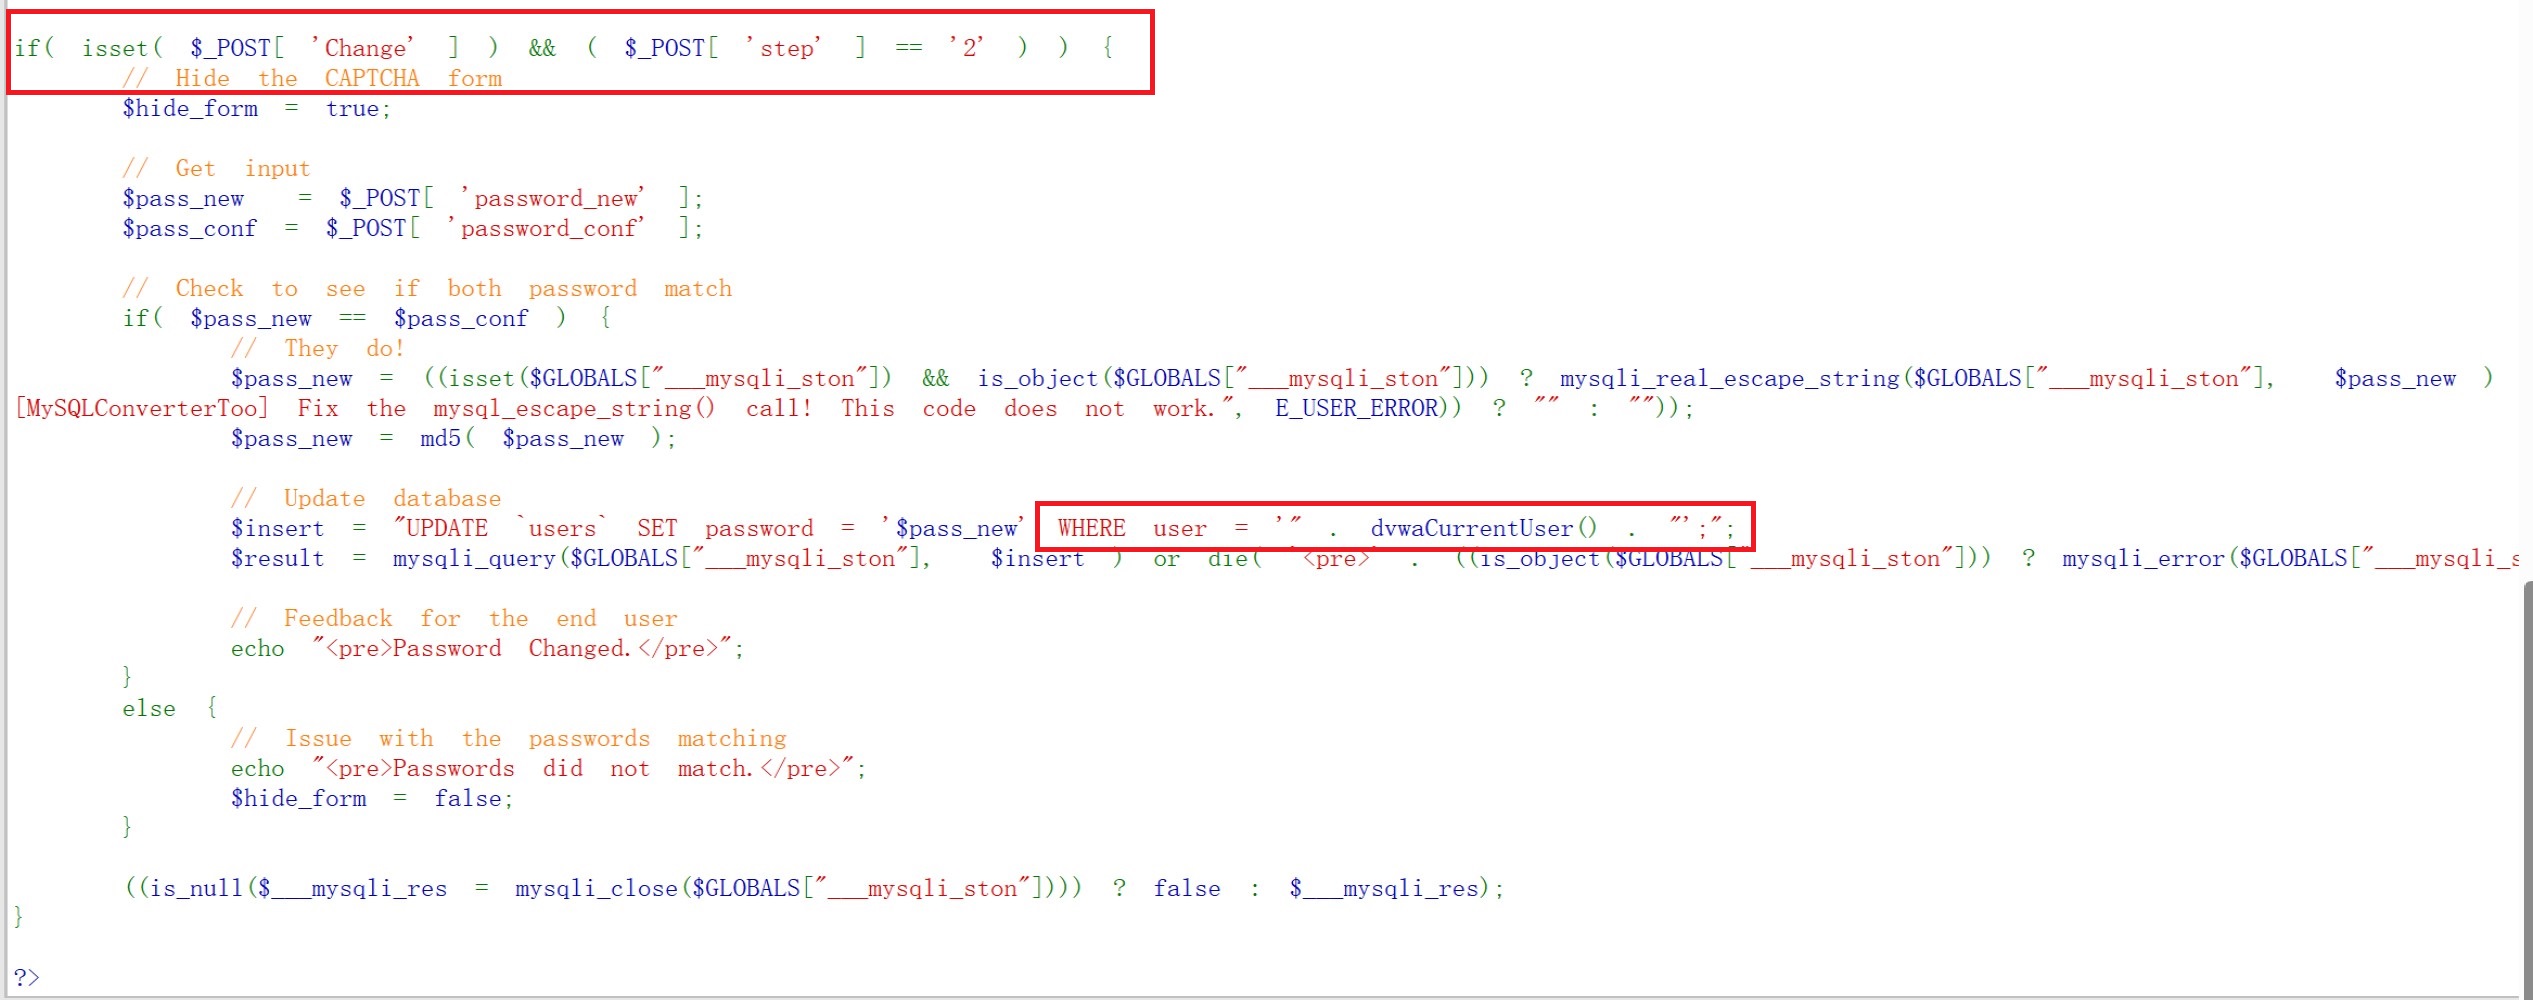 if( isset( $_POST[ 'Change' ] ) && ( $_POST[ 'step' ] == '2' ) ) {
// Hide the CAPTCHA form
$hide_form = true;
// Get input
$pass_new = $_POST[ 'password_new' ];
$pass_conf = $_POST[ 'password_conf' ];
// Check to see if both password match
if( $pass_new == $pass_conf ) {
// They do!
$pass_new = ((isset($GLOBALS["___mysqli_ston"]) && is_object($GLOBALS["___mysqli_ston"])) ? mysqli_real_escape_string($GLOBALS["___mysqli_ston"], $pass_new )
[MySQLConverterToo] Fix the mysql_escape_string() call! This code does not work.", E_USER_ERROR)) ? "" : ""));
$pass_new = md5( $pass_new );
// Update database
$insert = "UPDATE `users` SET password = '$pass_new' WHERE user = '" . dvwaCurrentUser() . "';";
$result = mysqli_query($GLOBALS["___mysqli_ston"], $insert ) or die( '<pre>' . ((is_object($GLOBALS["___mysqli_ston"])) ? mysqli_error($GLOBALS["___mysqli_s
// Feedback for the end user
echo "<pre>Password Changed.</pre>";
}
else {
// Issue with the passwords matching
echo "<pre>Passwords did not match.</pre>";
$hide_form = false;
}
((is_null($___mysqli_res = mysqli_close($GLOBALS["___mysqli_ston"]))) ? false : $___mysqli_res);
}
?>